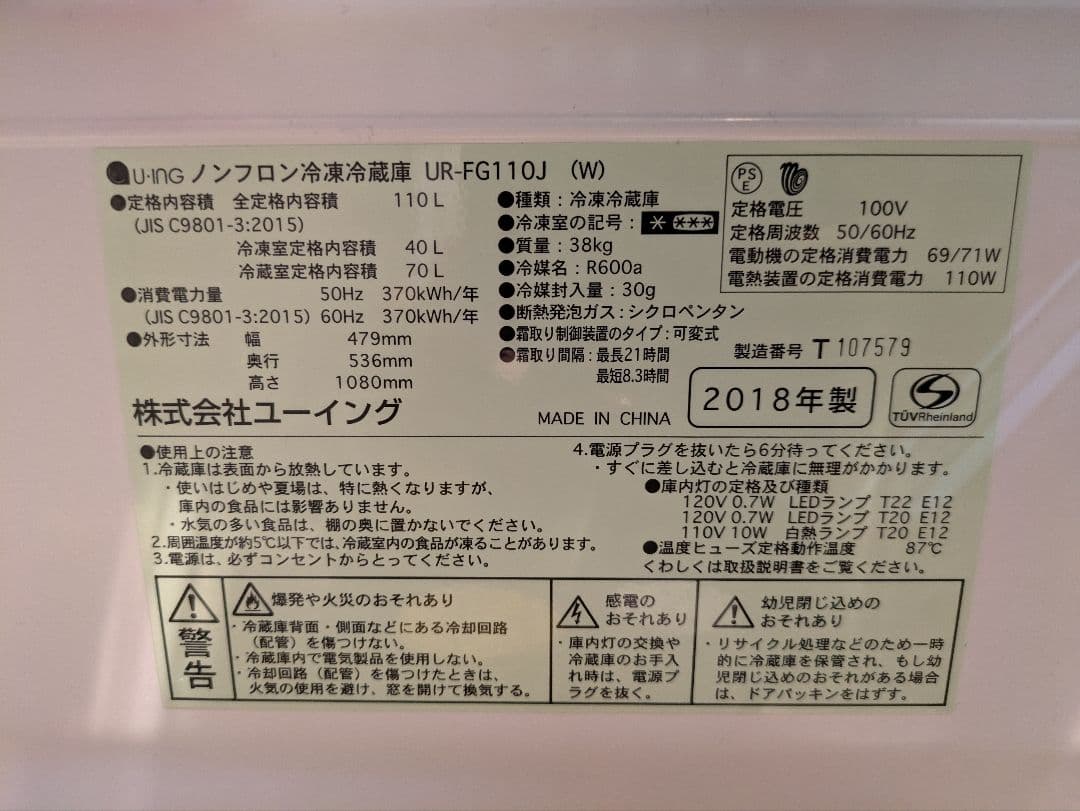 U-ING ノンフロン冷凍冷蔵庫 UR-FG110J (W)
●定格内容積 全定格内容積 110L
(JIS C9801-3:2015)
冷凍室定格内容積 40L
冷蔵室定格内容積 70L
●消費電力量 50Hz 370kWh/年
(JIS C9801-3:2015) 60Hz 370kWh/年
●外形寸法 幅 479mm
奥行 536mm
高さ 1080mm
株式会社ユーイング
●種類：冷凍冷蔵庫
●冷凍室の記号：* ***
●質量：38kg
●冷媒名：R600a
●冷媒封入量：30g
●断熱発泡ガス：シクロペンタン
●霜取り制御装置のタイプ：可変式
●霜取り間隔：最長21時間
最短8.3時間
MADE IN CHINA
PS
E
定格電圧 100V
定格周波数 50/60Hz
電動機の定格消費電力 69/71W
電熱装置の定格消費電力 110W
製造番号 T 107579
2018年製
TÜVRheinland
●使用上の注意
1.冷蔵庫は表面から放熱しています。
・使いはじめや夏場は、特に熱くなりますが、
庫内の食品には影響ありません。
・水気の多い食品は、棚の奥に置かないでください。
2.周囲温度が約5℃以下では、冷蔵室内の食品が凍ることがあります。
3.電源は、必ずコンセントからとってください。
4.電源プラグを抜いたら6分待ってください。
・すぐに差し込むと冷蔵庫に無理がかかります。
●庫内灯の定格及び種類
120V 0.7W LEDランプ T22 E12
120V 0.7W LEDランプ T20 E12
110V 10W 白熱ランプ T20 E12
●温度ヒューズ定格動作温度 87℃
くわしくは取扱説明書をご覧ください。
警告
爆発や火災のおそれあり
・冷蔵庫背面・側面などにある冷却回路
(配管)を傷つけない。
・冷蔵庫内で電気製品を使用しない。
・冷却回路(配管)を傷つけたときは、
火気の使用を避け、窓を開けて換気する。
感電の
おそれあり
・庫内灯の交換や
冷蔵庫のお手入
れ時は、電源プ
ラグを抜く。
幼児閉じ込めの
おそれあり
・リサイクル処理などのため一時
的に冷蔵庫を保管され、もし幼
児閉じ込めのおそれがある場合
は、ドアパッキンをはずす。